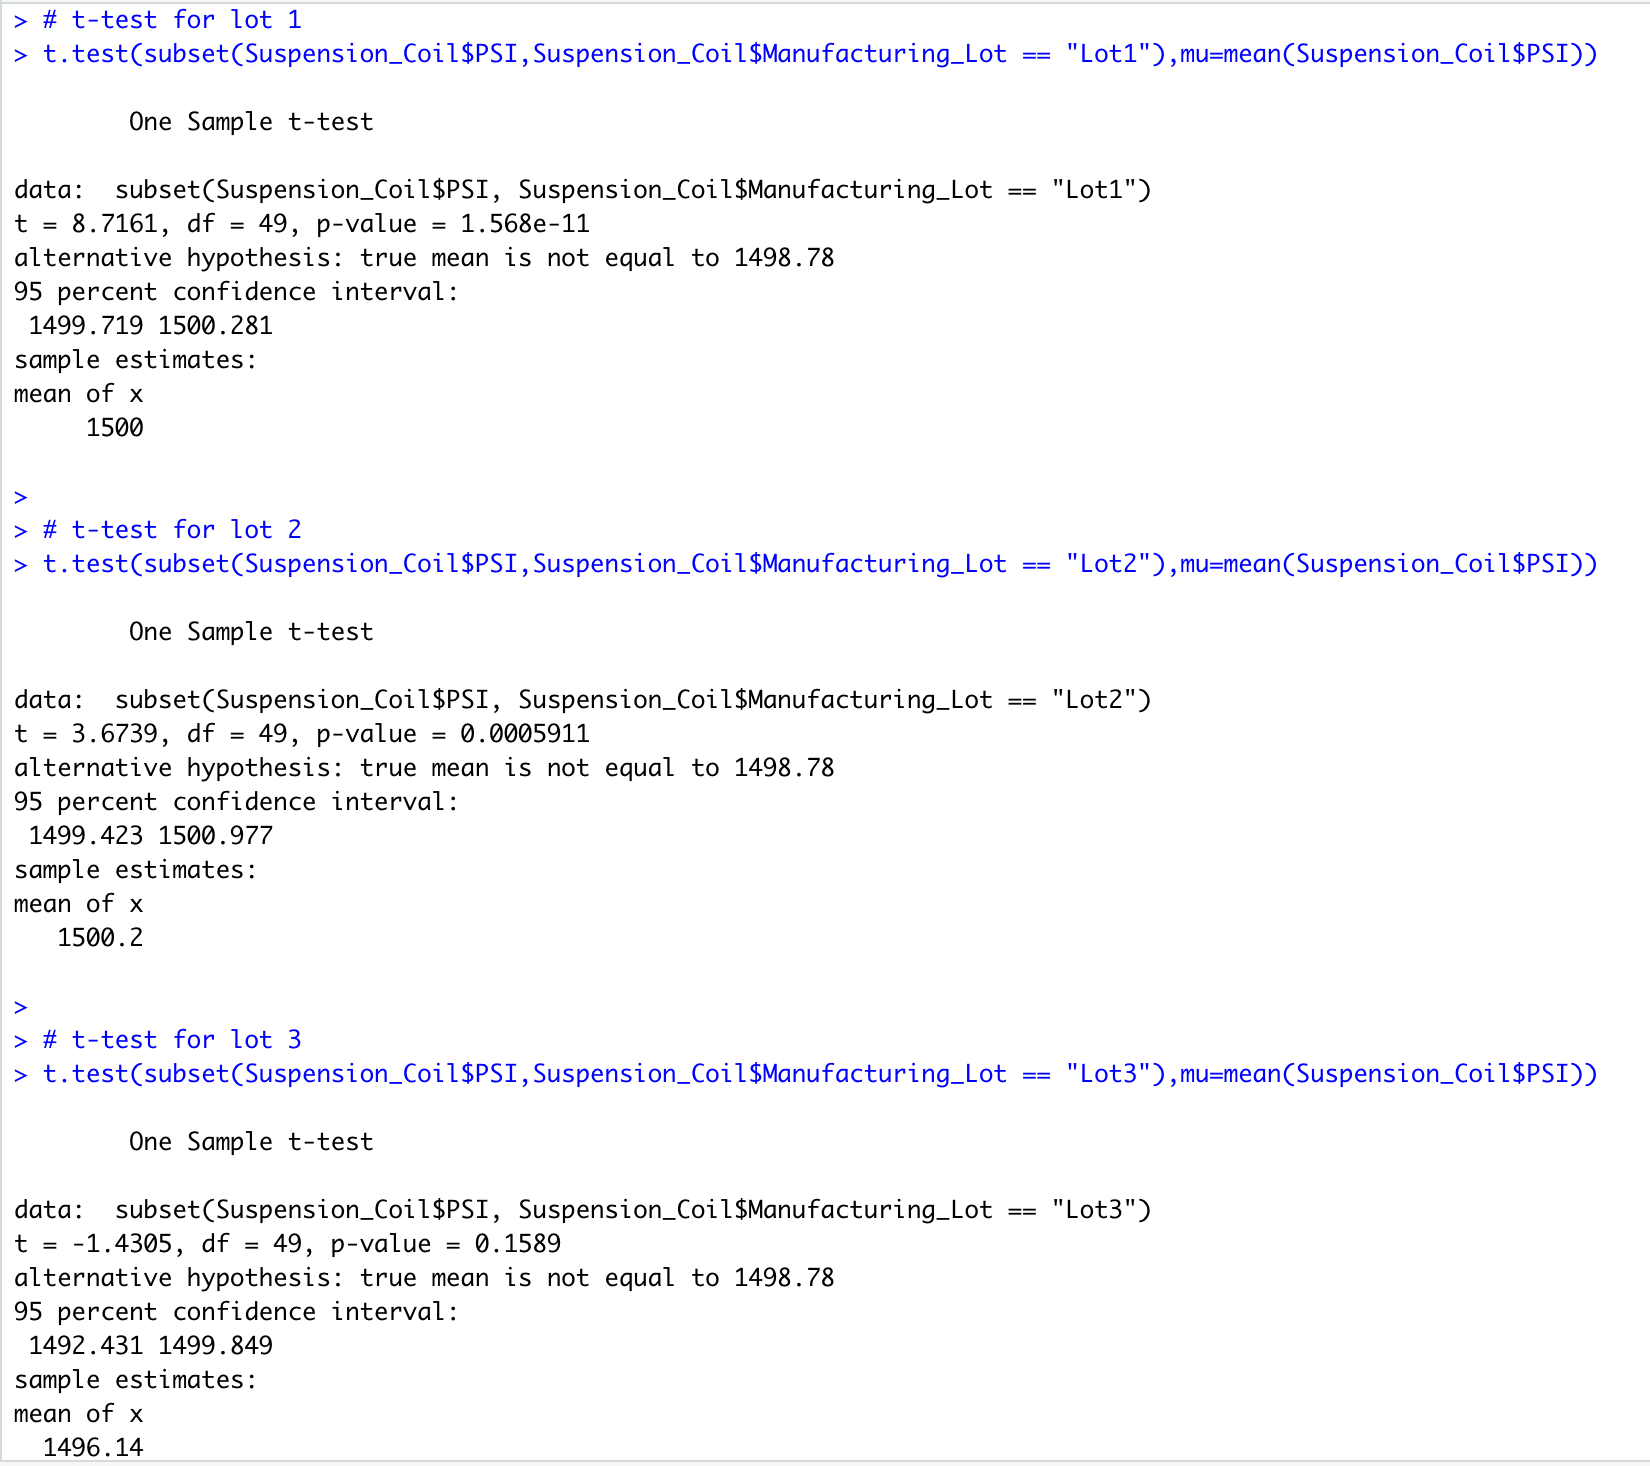 > # t-test for lot 1
> t.test(subset(Suspension_Coil$PSI,Suspension_Coil$Manufacturing_Lot == "Lot1"),mu=mean(Suspension_Coil$PSI))
One Sample t-test
data:  subset(Suspension_Coil$PSI, Suspension_Coil$Manufacturing_Lot == "Lot1")
t = 8.7161, df = 49, p-value = 1.568e-11
alternative hypothesis: true mean is not equal to 1498.78
95 percent confidence interval:
1499.719 1500.281
sample estimates:
mean of x
1500
>
> # t-test for lot 2
> t.test(subset(Suspension_Coil$PSI,Suspension_Coil$Manufacturing_Lot == "Lot2"),mu=mean(Suspension_Coil$PSI))
One Sample t-test
data:  subset(Suspension_Coil$PSI, Suspension_Coil$Manufacturing_Lot == "Lot2")
t = 3.6739, df = 49, p-value = 0.0005911
alternative hypothesis: true mean is not equal to 1498.78
95 percent confidence interval:
1499.423 1500.977
sample estimates:
mean of x
1500.2
>
> # t-test for lot 3
> t.test(subset(Suspension_Coil$PSI,Suspension_Coil$Manufacturing_Lot == "Lot3"),mu=mean(Suspension_Coil$PSI))
One Sample t-test
data:  subset(Suspension_Coil$PSI, Suspension_Coil$Manufacturing_Lot == "Lot3")
t = -1.4305, df = 49, p-value = 0.1589
alternative hypothesis: true mean is not equal to 1498.78
95 percent confidence interval:
1492.431 1499.849
sample estimates:
mean of x
1496.14